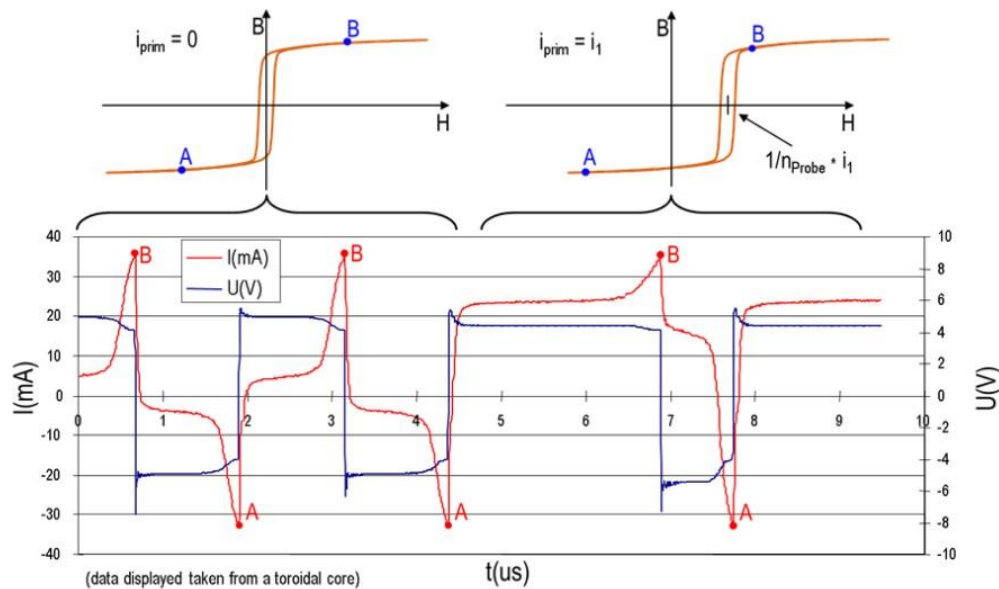 i_prim = 0
B
B
A
H
i_prim = i_1
B
B
A
H
1/n_Probe * i_1
40
30
20
10
0
-10
-20
-30
-40
I(mA)
I(mA)
U(V)
B
A
B
A
B
A
0 1 2 3 4 5 6 7 8 9 10
10
8
6
4
2
0
-2
-4
-6
-8
-10
U(V)
(data displayed taken from a toroidal core)
t(us)